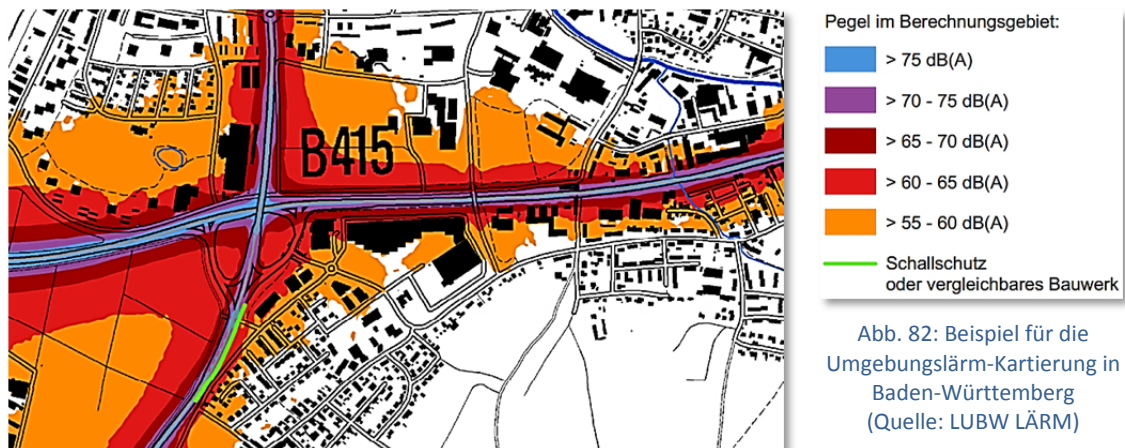 B415
Pegel im Berechnungsgebiet:
> 75 dB(A)
> 70 - 75 dB(A)
> 65 - 70 dB(A)
> 60 - 65 dB(A)
> 55 - 60 dB(A)
Schallschutz
oder vergleichbares Bauwerk
Abb. 82: Beispiel für die
Umgebungslärm-Kartierung in
Baden-Württemberg
(Quelle: LUBW LÄRM)